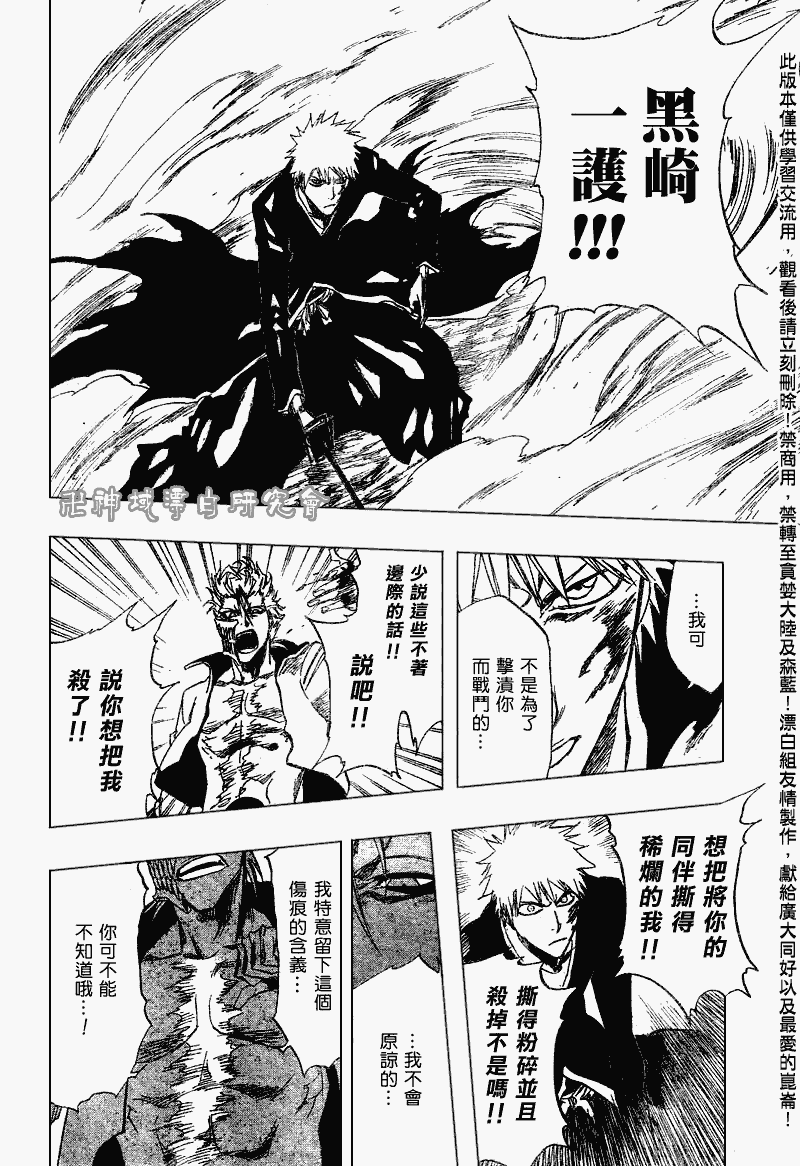 黑崎
一護!!!
卍神域漂白研究會
…我可
不是為了
擊潰你
而戰鬥的…
少說這些不著
邊際的話!!
說吧!!
說你想把我
殺了!!
想把將你的
同伴撕得
稀爛的我!!
撕得粉碎並且
殺掉不是嗎!!
…我不會
原諒的…
我特意留下這個
傷痕的含義…
你可不能
不知道哦…!
此版本僅供學習交流用，觀看後請立刻刪除！禁商用，禁轉至貪婪大陸及森藍！漂白組友情製作，獻給廣大同好以及最愛的崑崙！